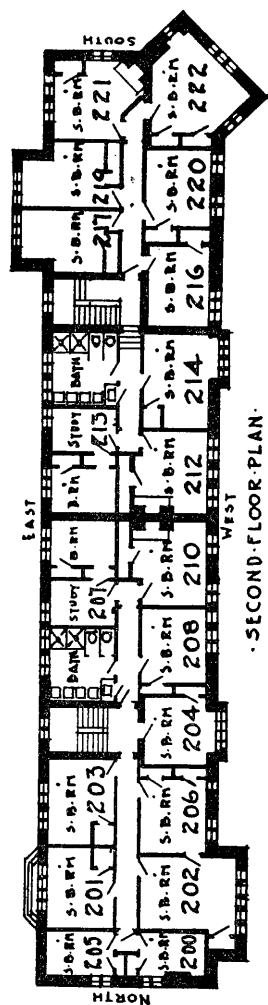 SOUTH
S.B.RM
221
S.B.RM
222
S.B.RM
219
S.B.RM
220
S.B.RM
217
S.B.RM
216
BATH
S.B.RM
214
STUDY
213
B.RM
S.B.RM
212
EAST
WEST
B.RM
S.B.RM
210
STUDY
207
BATH
S.B.RM
208
S.B.RM
204
S.B.RM
203
S.B.RM
206
S.B.RM
201
S.B.RM
202
S.B.RM
205
S.B.RM
200
NORTH
·SECOND·FLOOR·PLAN·